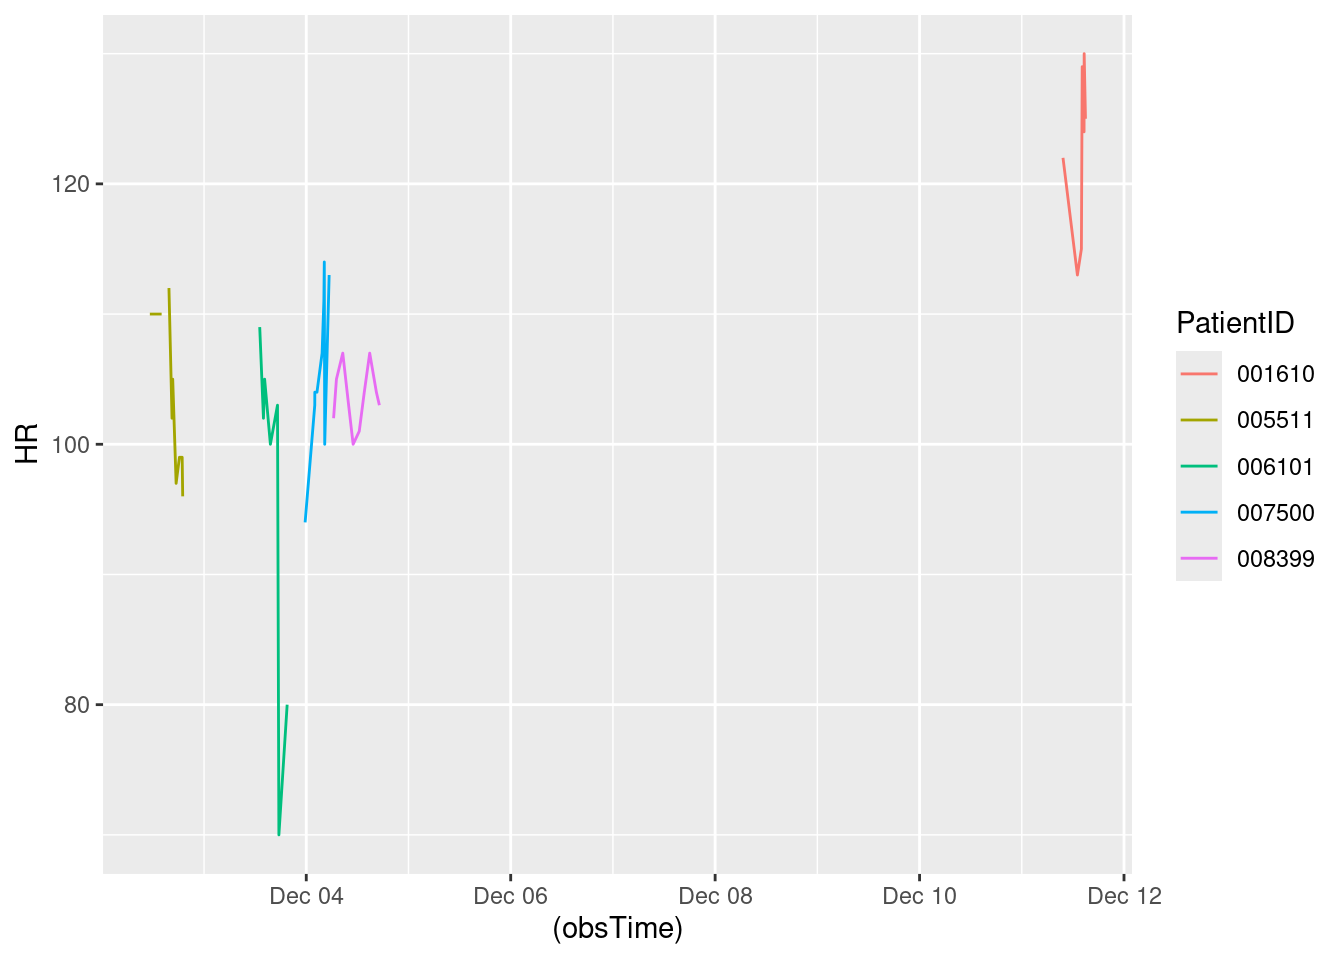 HR
120
100
80
Dec 04
Dec 06
Dec 08
Dec 10
Dec 12
(obsTime)
PatientID
001610
005511
006101
007500
008399